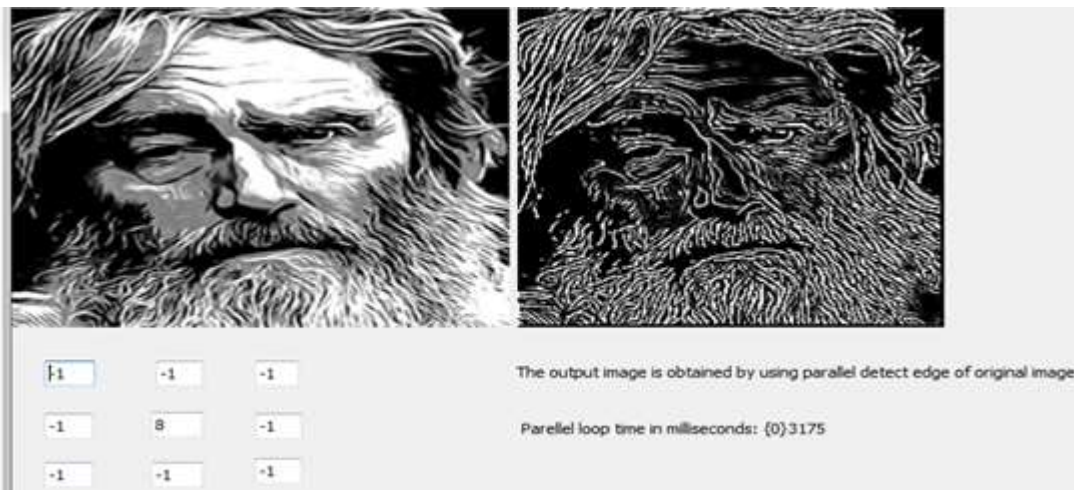 -1 -1 -1
The output image is obtained by using parallel detect edge of original image
-1 8 -1
Parellel loop time in milliseconds: {0}3175
-1 -1 -1